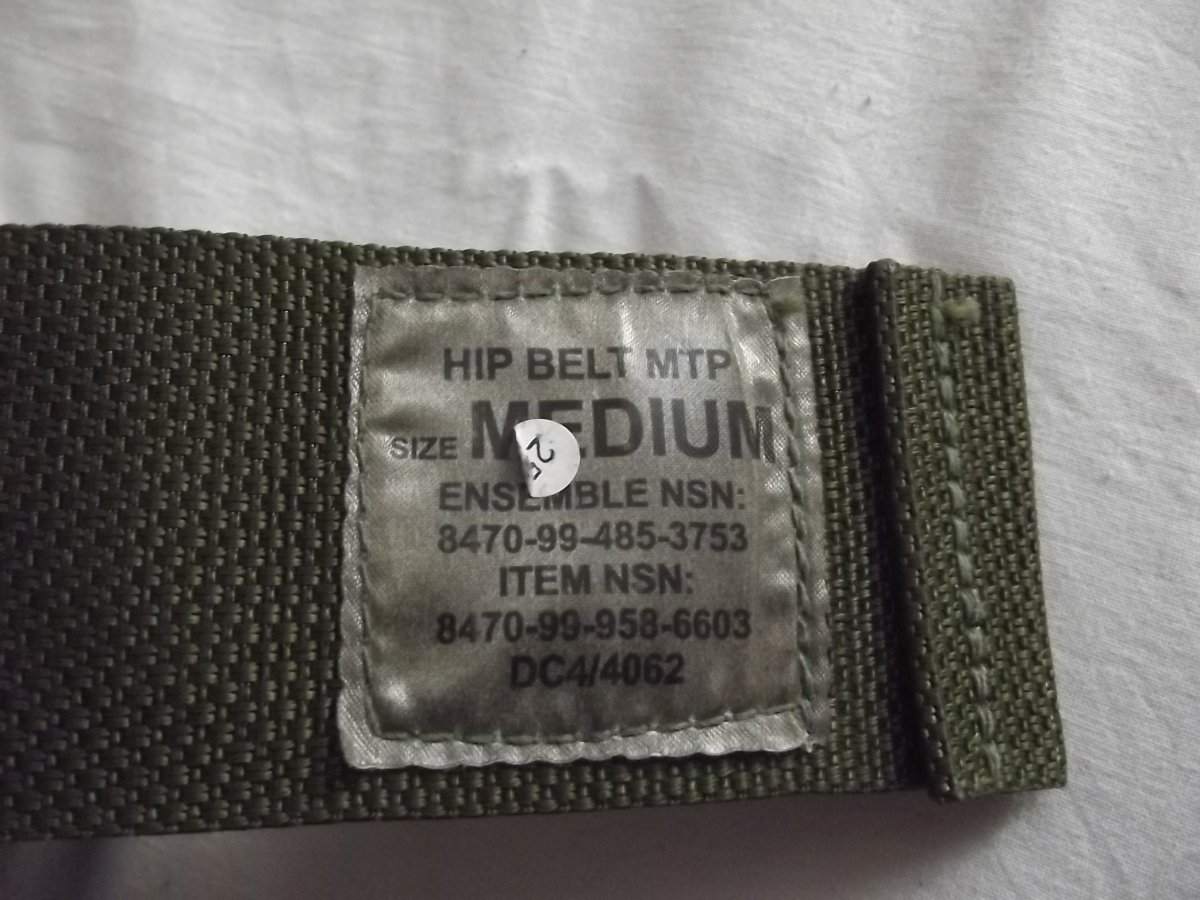 HIP BELT MTP
SIZE MEDIUM
ENSEMBLE NSN:
8470-99-485-3753
ITEM NSN:
8470-99-958-6603
DC4/4062